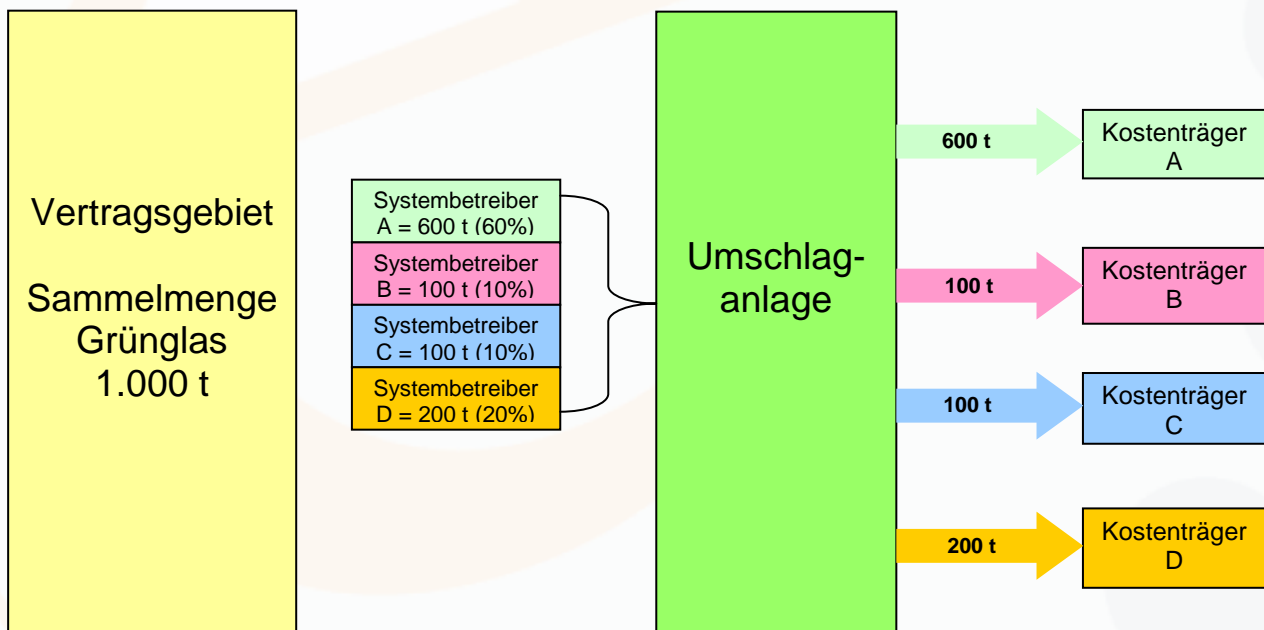 Vertragsgebiet
Sammelmenge
Grünglas
1.000 t
Systembetreiber
A = 600 t (60%)
Systembetreiber
B = 100 t (10%)
Systembetreiber
C = 100 t (10%)
Systembetreiber
D = 200 t (20%)
Umschlag-
anlage
600 t
Kostenträger
A
100 t
Kostenträger
B
100 t
Kostenträger
C
200 t
Kostenträger
D